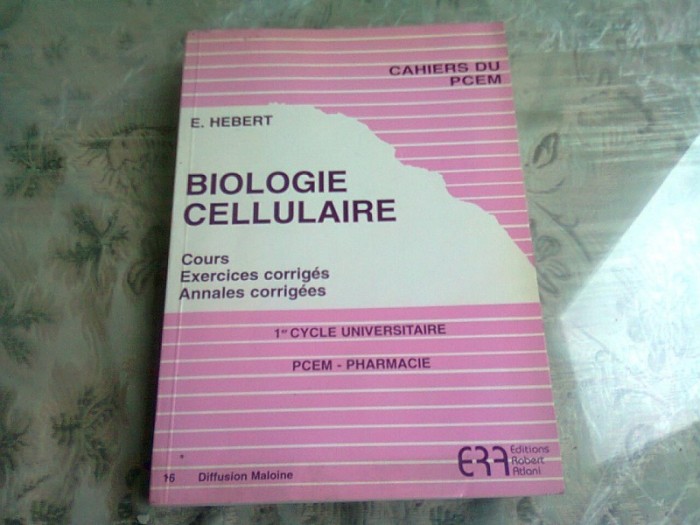 CAHIERS DU
PCEM
E. HEBERT
BIOLOGIE
CELLULAIRE
Cours
Exercices corrigés
Annales corrigées
1er CYCLE UNIVERSITAIRE
PCEM - PHARMACIE
ERA Editions
Robert
Atlani
16 Diffusion Maloine